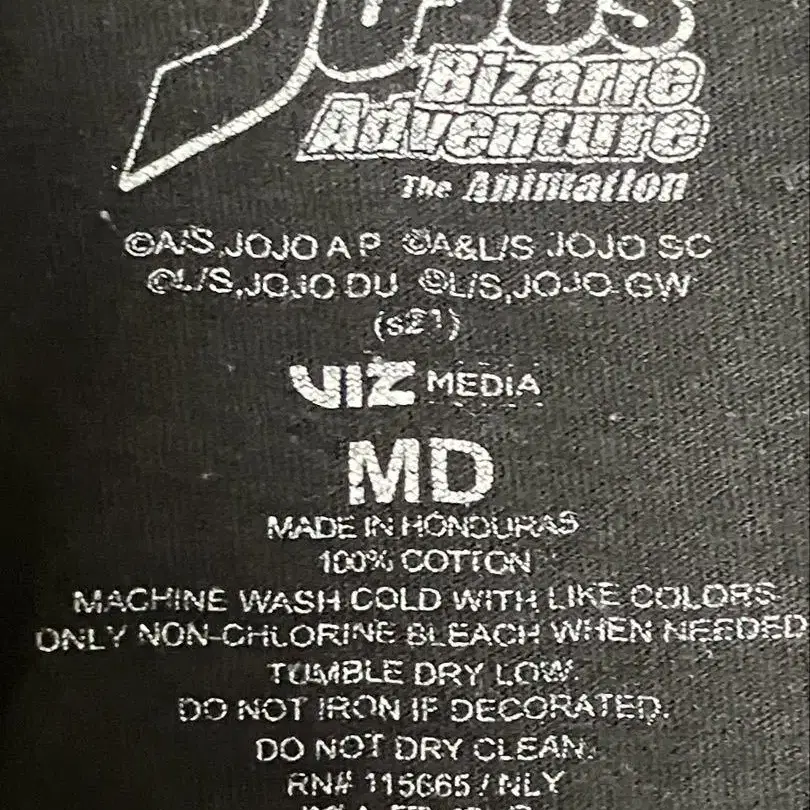 JoJo's
Bizarre
Adventure
The Animation
©A/S,JOJO A P ©A&L/S JOJO SC
©L/S,JOJO DU ©L/S,JOJO GW
(s21)
VIZ MEDIA
MD
MADE IN HONDURAS
100% COTTON
MACHINE WASH COLD WITH LIKE COLORS.
ONLY NON-CHLORINE BLEACH WHEN NEEDED
TUMBLE DRY LOW.
DO NOT IRON IF DECORATED.
DO NOT DRY CLEAN.
RN# 115665 / NLY